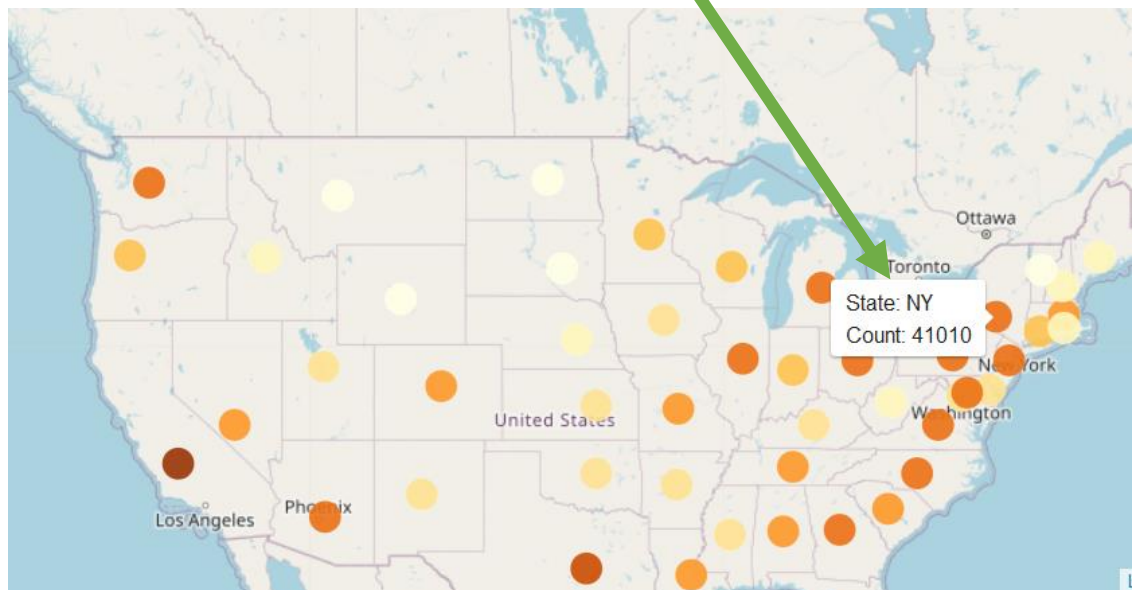 Ottawa
Toronto
State: NY
Count: 41010
New York
United States
Washington
Los Angeles
Phoenix
L